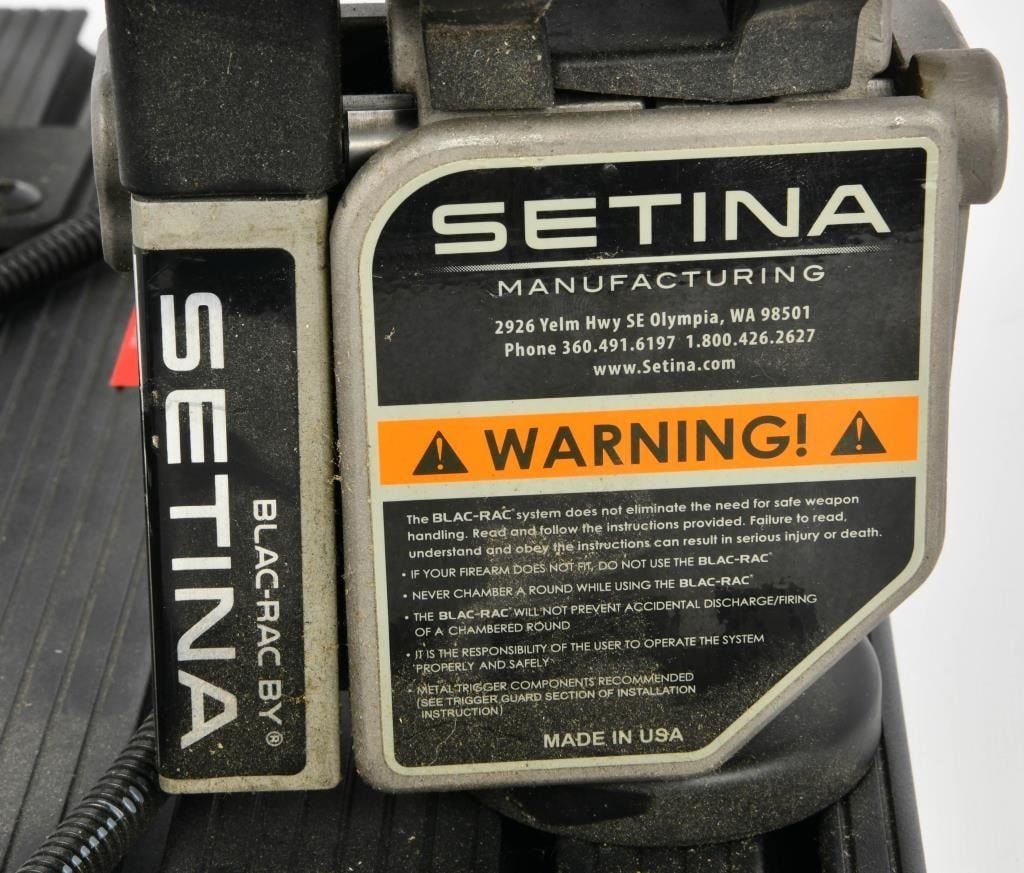 SETINA
BLAC-RAC BY®
SETINA
MANUFACTURING
2926 Yelm Hwy SE Olympia, WA 98501
Phone 360.491.6197 1.800.426.2627
www.Setina.com
WARNING!
The BLAC-RAC® system does not eliminate the need for safe weapon
handling. Read and follow the instructions provided. Failure to read,
understand and obey the instructions can result in serious injury or death.
• IF YOUR FIREARM DOES NOT FIT, DO NOT USE THE BLAC-RAC®
• NEVER CHAMBER A ROUND WHILE USING THE BLAC-RAC®
• THE BLAC-RAC® WILL NOT PREVENT ACCIDENTAL DISCHARGE/FIRING
OF A CHAMBERED ROUND
• IT IS THE RESPONSIBILITY OF THE USER TO OPERATE THE SYSTEM
PROPERLY AND SAFELY
• METAL TRIGGER COMPONENTS RECOMMENDED
(SEE TRIGGER GUARD SECTION OF INSTALLATION
INSTRUCTION)
MADE IN USA